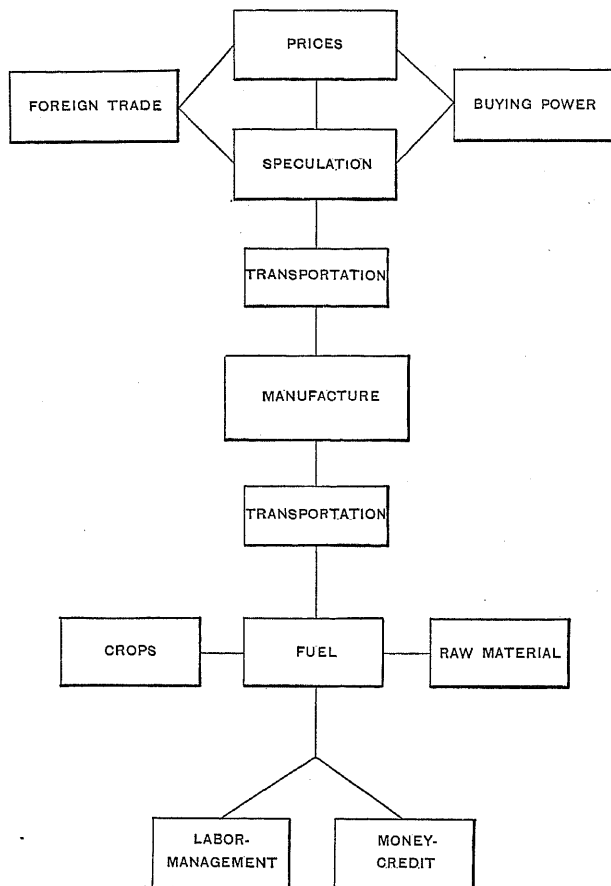 PRICES
FOREIGN TRADE
BUYING POWER
SPECULATION
TRANSPORTATION
MANUFACTURE
TRANSPORTATION
CROPS
FUEL
RAW MATERIAL
LABOR-
MANAGEMENT
MONEY-
CREDIT